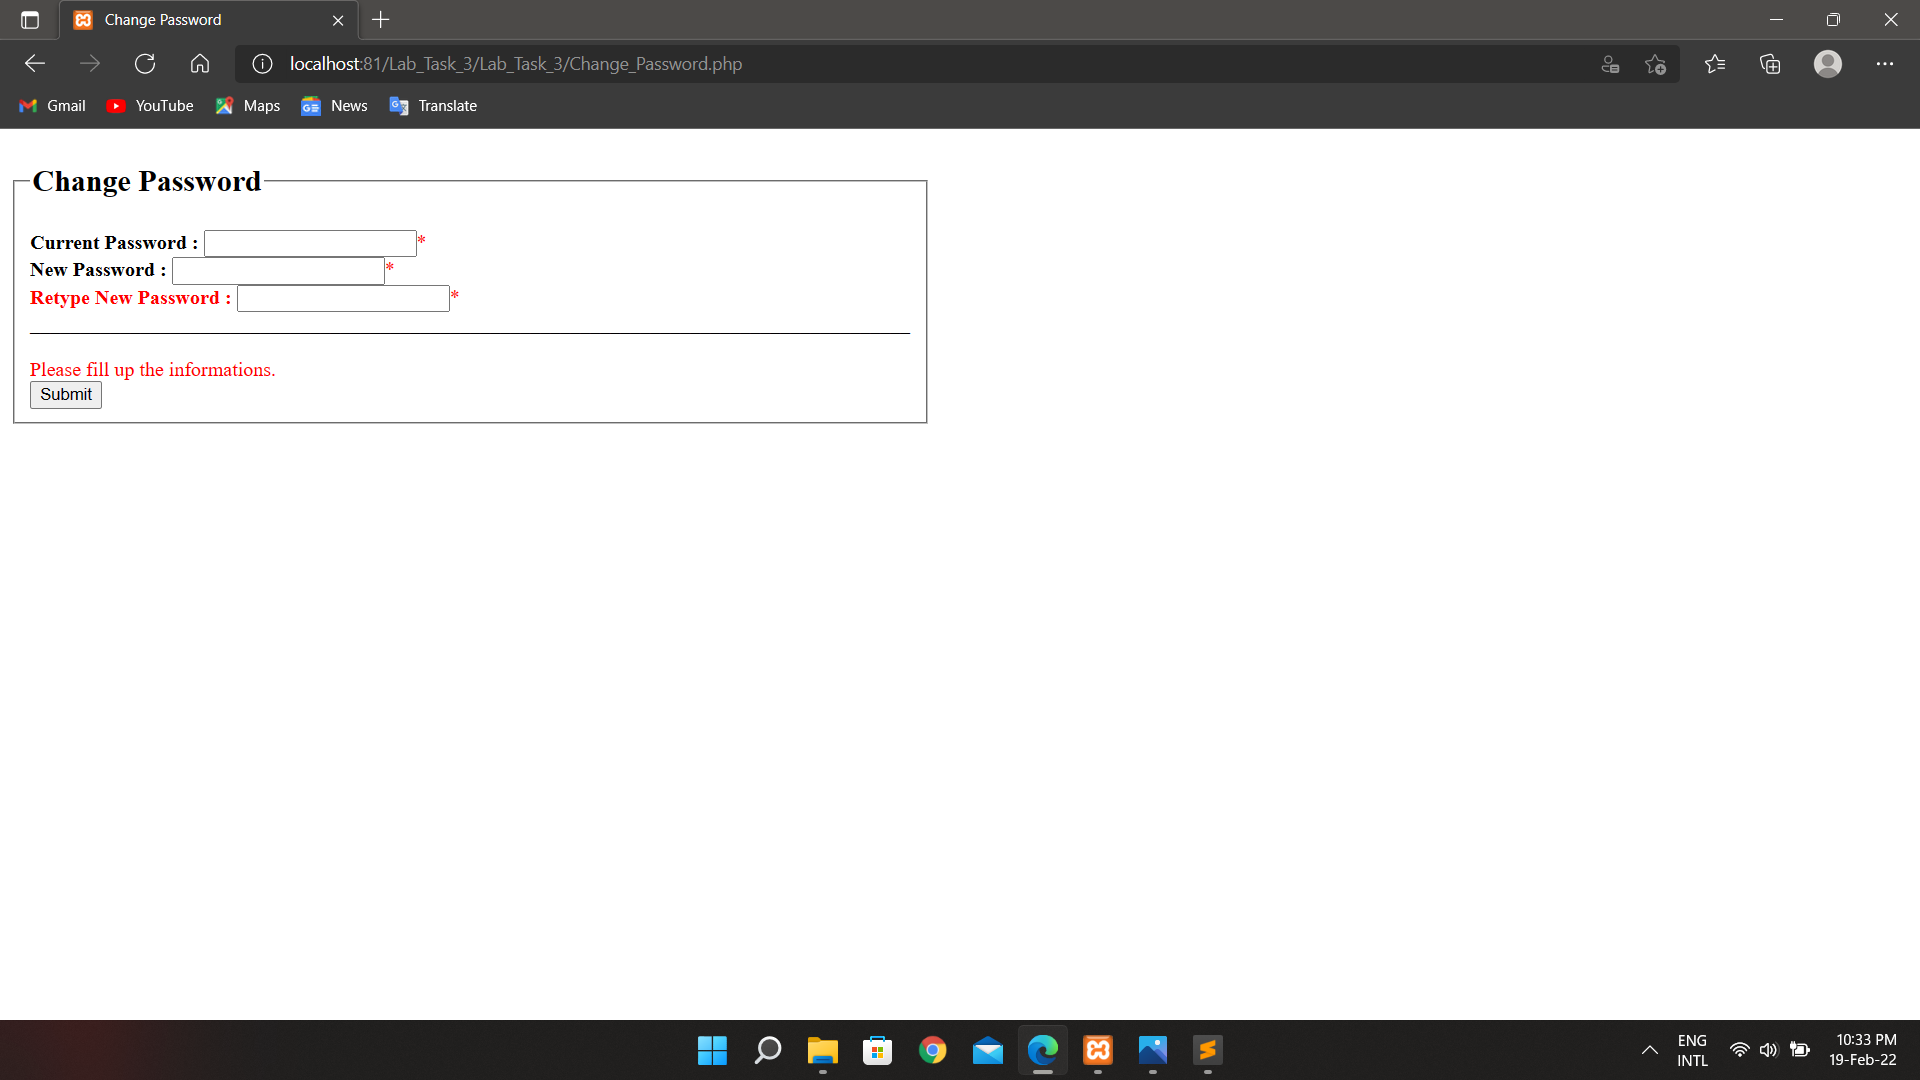 Change Password
localhost:81/Lab_Task_3/Lab_Task_3/Change_Password.php
Gmail YouTube Maps News Translate
Change Password
Current Password : *
New Password : *
Retype New Password : *
Please fill up the informations.
Submit
ENG 10:33 PM
INTL 19-Feb-22